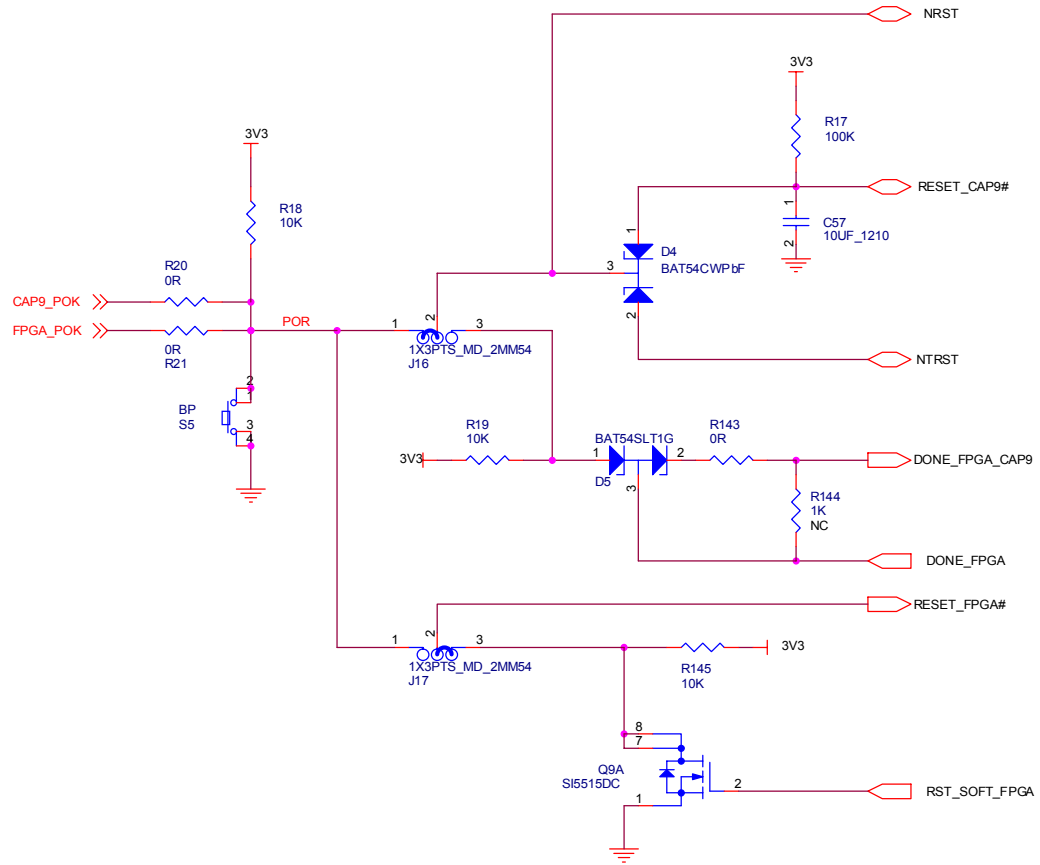 NRST
3V3
R17
100K
RESET_CAP9#
1
C57
10UF_1210
2
3V3
R18
10K
1
D4
3
BAT54CWPbF
2
R20
0R
CAP9_POK
FPGA_POK
POR
0R
R21
1
2
3
1X3PTS_MD_2MM54
J16
NTRST
2
1
BP
S5
3
4
R19
10K
3V3
BAT54SLT1G
1
2
D5
3
R143
0R
DONE_FPGA_CAP9
R144
1K
NC
DONE_FPGA
RESET_FPGA#
1
2
3
1X3PTS_MD_2MM54
J17
R145
10K
3V3
8
7
Q9A
SI5515DC
1
2
RST_SOFT_FPGA